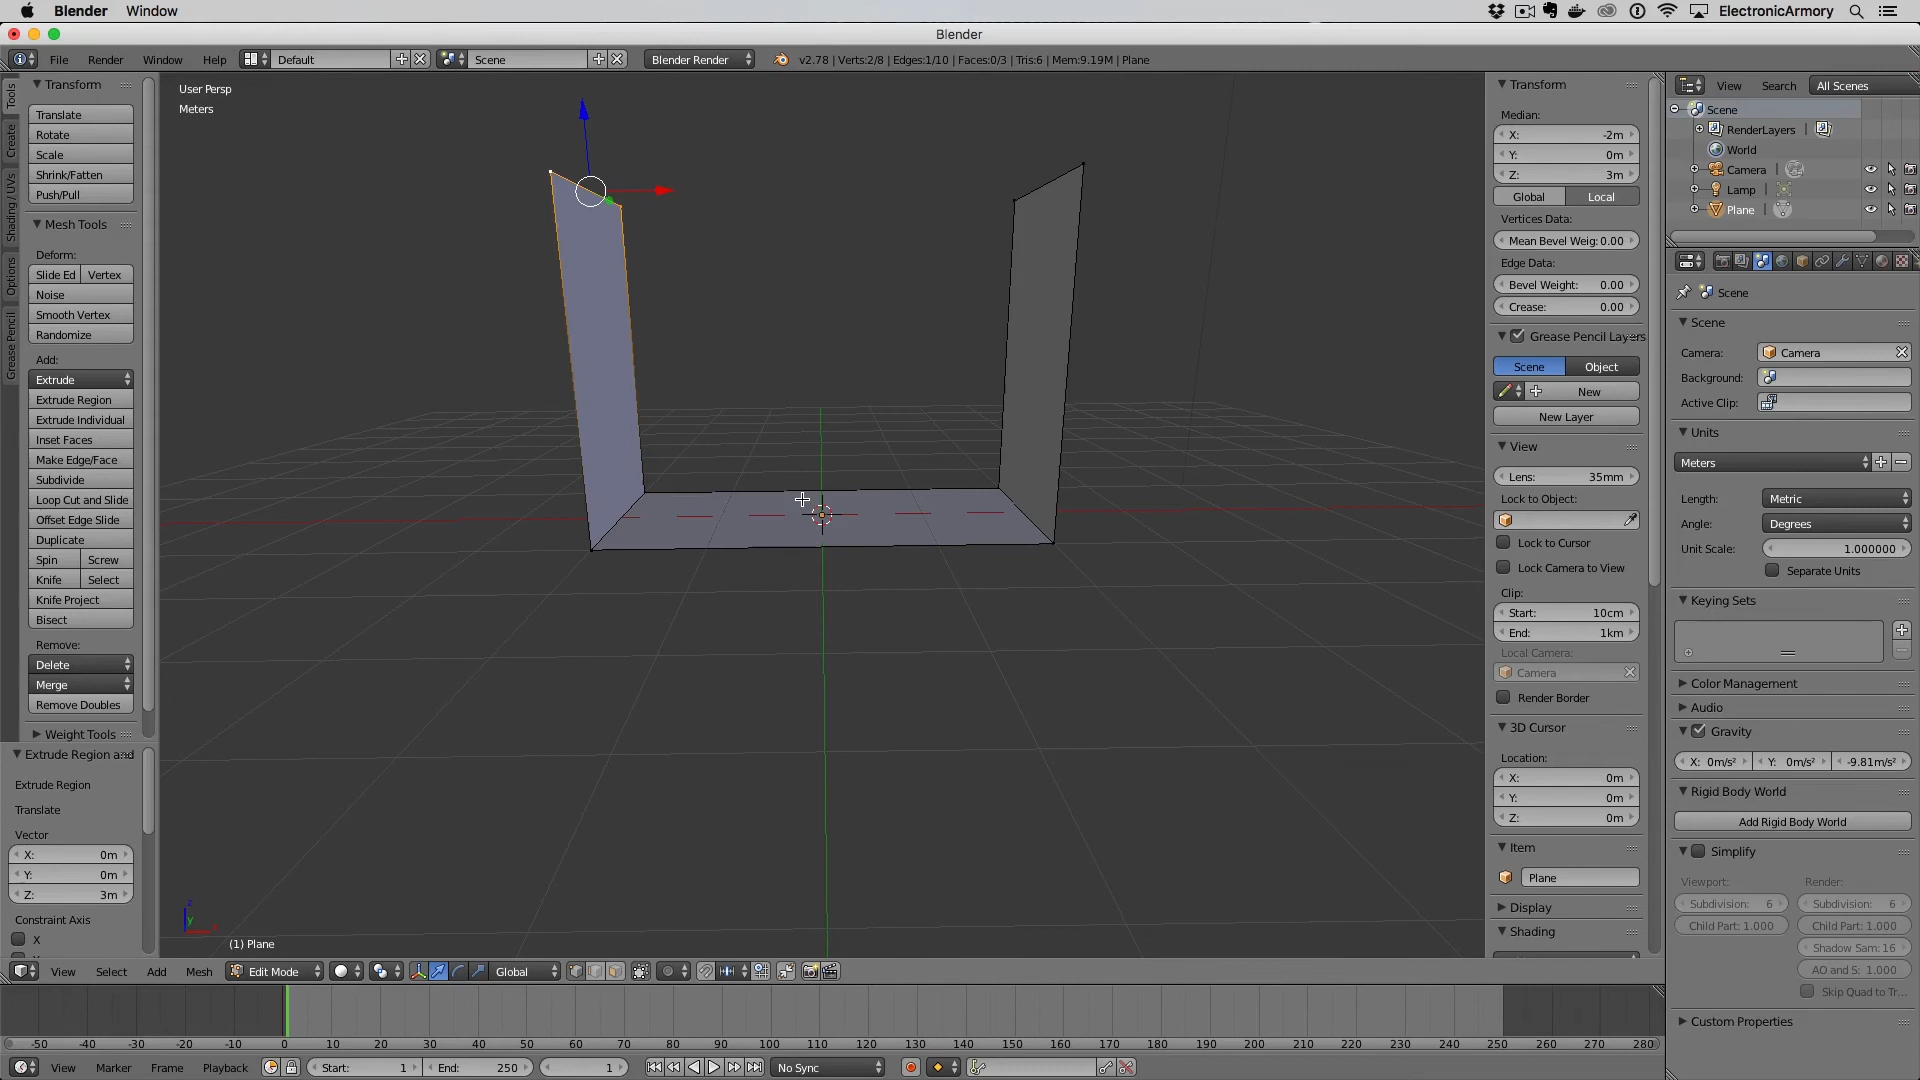 Blender Window ElectronicArmory
Blender
File Render Window Help Default Scene Blender Render v2.78 | Verts:2/8 | Edges:1/10 | Faces:0/3 | Tris:6 | Mem:9.19M | Plane
Tools
Create
Shading / UVs
Options
Grease Pencil
Transform
Translate
Rotate
Scale
Shrink/Fatten
Push/Pull
Mesh Tools
Deform:
Slide Ed Vertex
Noise
Smooth Vertex
Randomize
Add:
Extrude
Extrude Region
Extrude Individual
Inset Faces
Make Edge/Face
Subdivide
Loop Cut and Slide
Offset Edge Slide
Duplicate
Spin Screw
Knife Select
Knife Project
Bisect
Remove:
Delete
Merge
Remove Doubles
Weight Tools
Extrude Region and
Extrude Region
Translate
Vector
X: 0m
Y: 0m
Z: 3m
Constraint Axis
X
User Persp
Meters
z
y
x
(1) Plane
Transform
Median:
X: -2m
Y: 0m
Z: 3m
Global Local
Vertices Data:
Mean Bevel Weig: 0.00
Edge Data:
Bevel Weight: 0.00
Crease: 0.00
Grease Pencil Layers
Scene Object
New
New Layer
View
Lens: 35mm
Lock to Object:
Lock to Cursor
Lock Camera to View
Clip:
Start: 10cm
End: 1km
Local Camera:
Camera
Render Border
3D Cursor
Location:
X: 0m
Y: 0m
Z: 0m
Item
Plane
Display
Shading
View Search All Scenes
Scene
RenderLayers
World
Camera
Lamp
Plane
Scene
Scene
Camera: Camera
Background:
Active Clip:
Units
Meters
Length: Metric
Angle: Degrees
Unit Scale: 1.000000
Separate Units
Keying Sets
Color Management
Audio
Gravity
X: 0m/s² Y: 0m/s² -9.81m/s²
Rigid Body World
Add Rigid Body World
Simplify
Viewport: Render:
Subdivision: 6 Subdivision: 6
Child Part: 1.000 Child Part: 1.000
Shadow Sam: 16
AO and S: 1.000
Skip Quad to Tr...
Custom Properties
View Select Add Mesh Edit Mode Global
-50 -40 -30 -20 -10 0 10 20 30 40 50 60 70 80 90 100 110 120 130 140 150 160 170 180 190 200 210 220 230 240 250 260 270 280
View Marker Frame Playback Start: 1 End: 250 1 No Sync